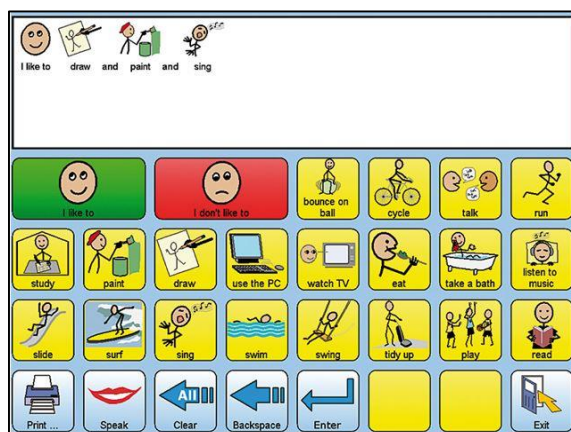 I like to draw and paint and sing
I like to
I don't like to
bounce on
ball
cycle
talk
run
study
paint
draw
use the PC
watch TV
eat
take a bath
listen to
music
slide
surf
sing
swim
swing
tidy up
play
read
Print ...
Speak
All
Clear
Backspace
Enter
Exit